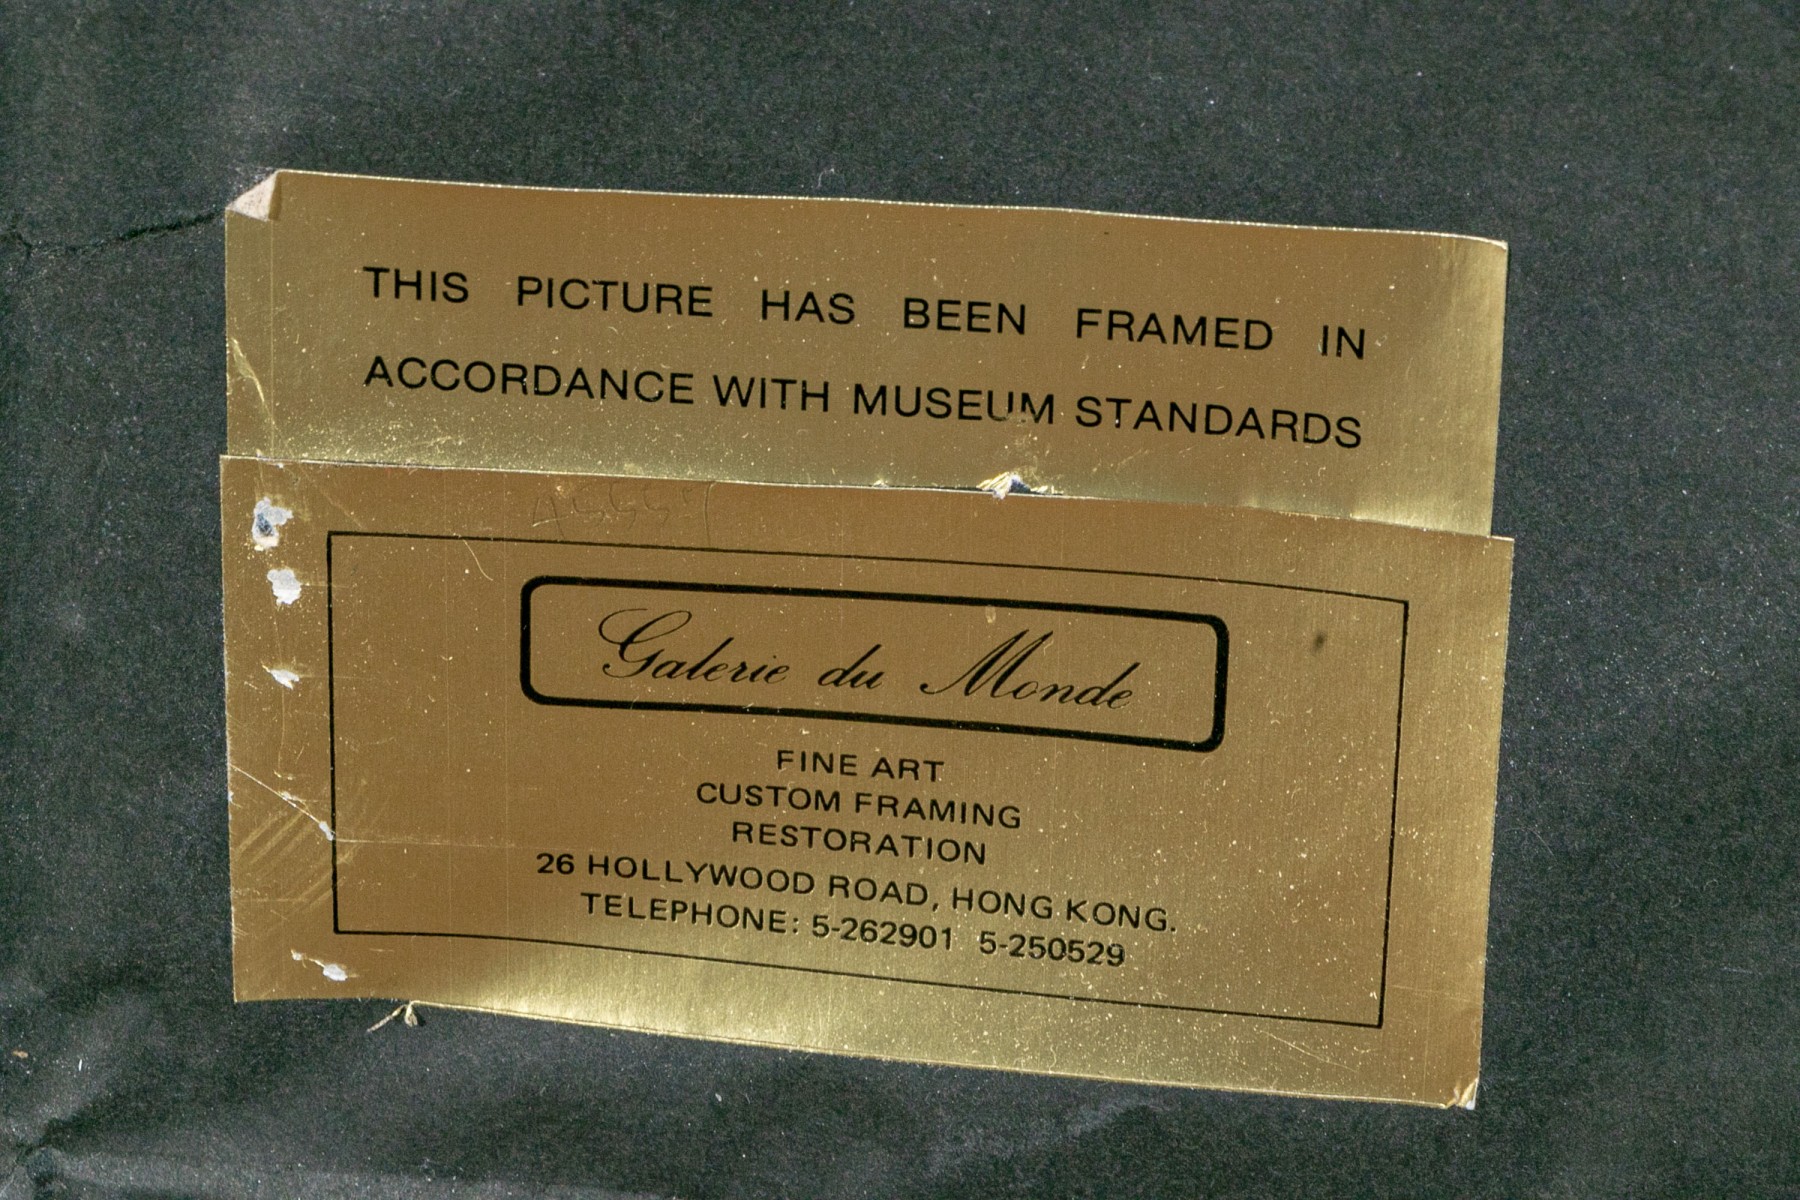 THIS PICTURE HAS BEEN FRAMED IN
ACCORDANCE WITH MUSEUM STANDARDS
Galerie du Monde
FINE ART
CUSTOM FRAMING
RESTORATION
26 HOLLYWOOD ROAD, HONG KONG.
TELEPHONE: 5-262901 5-250529